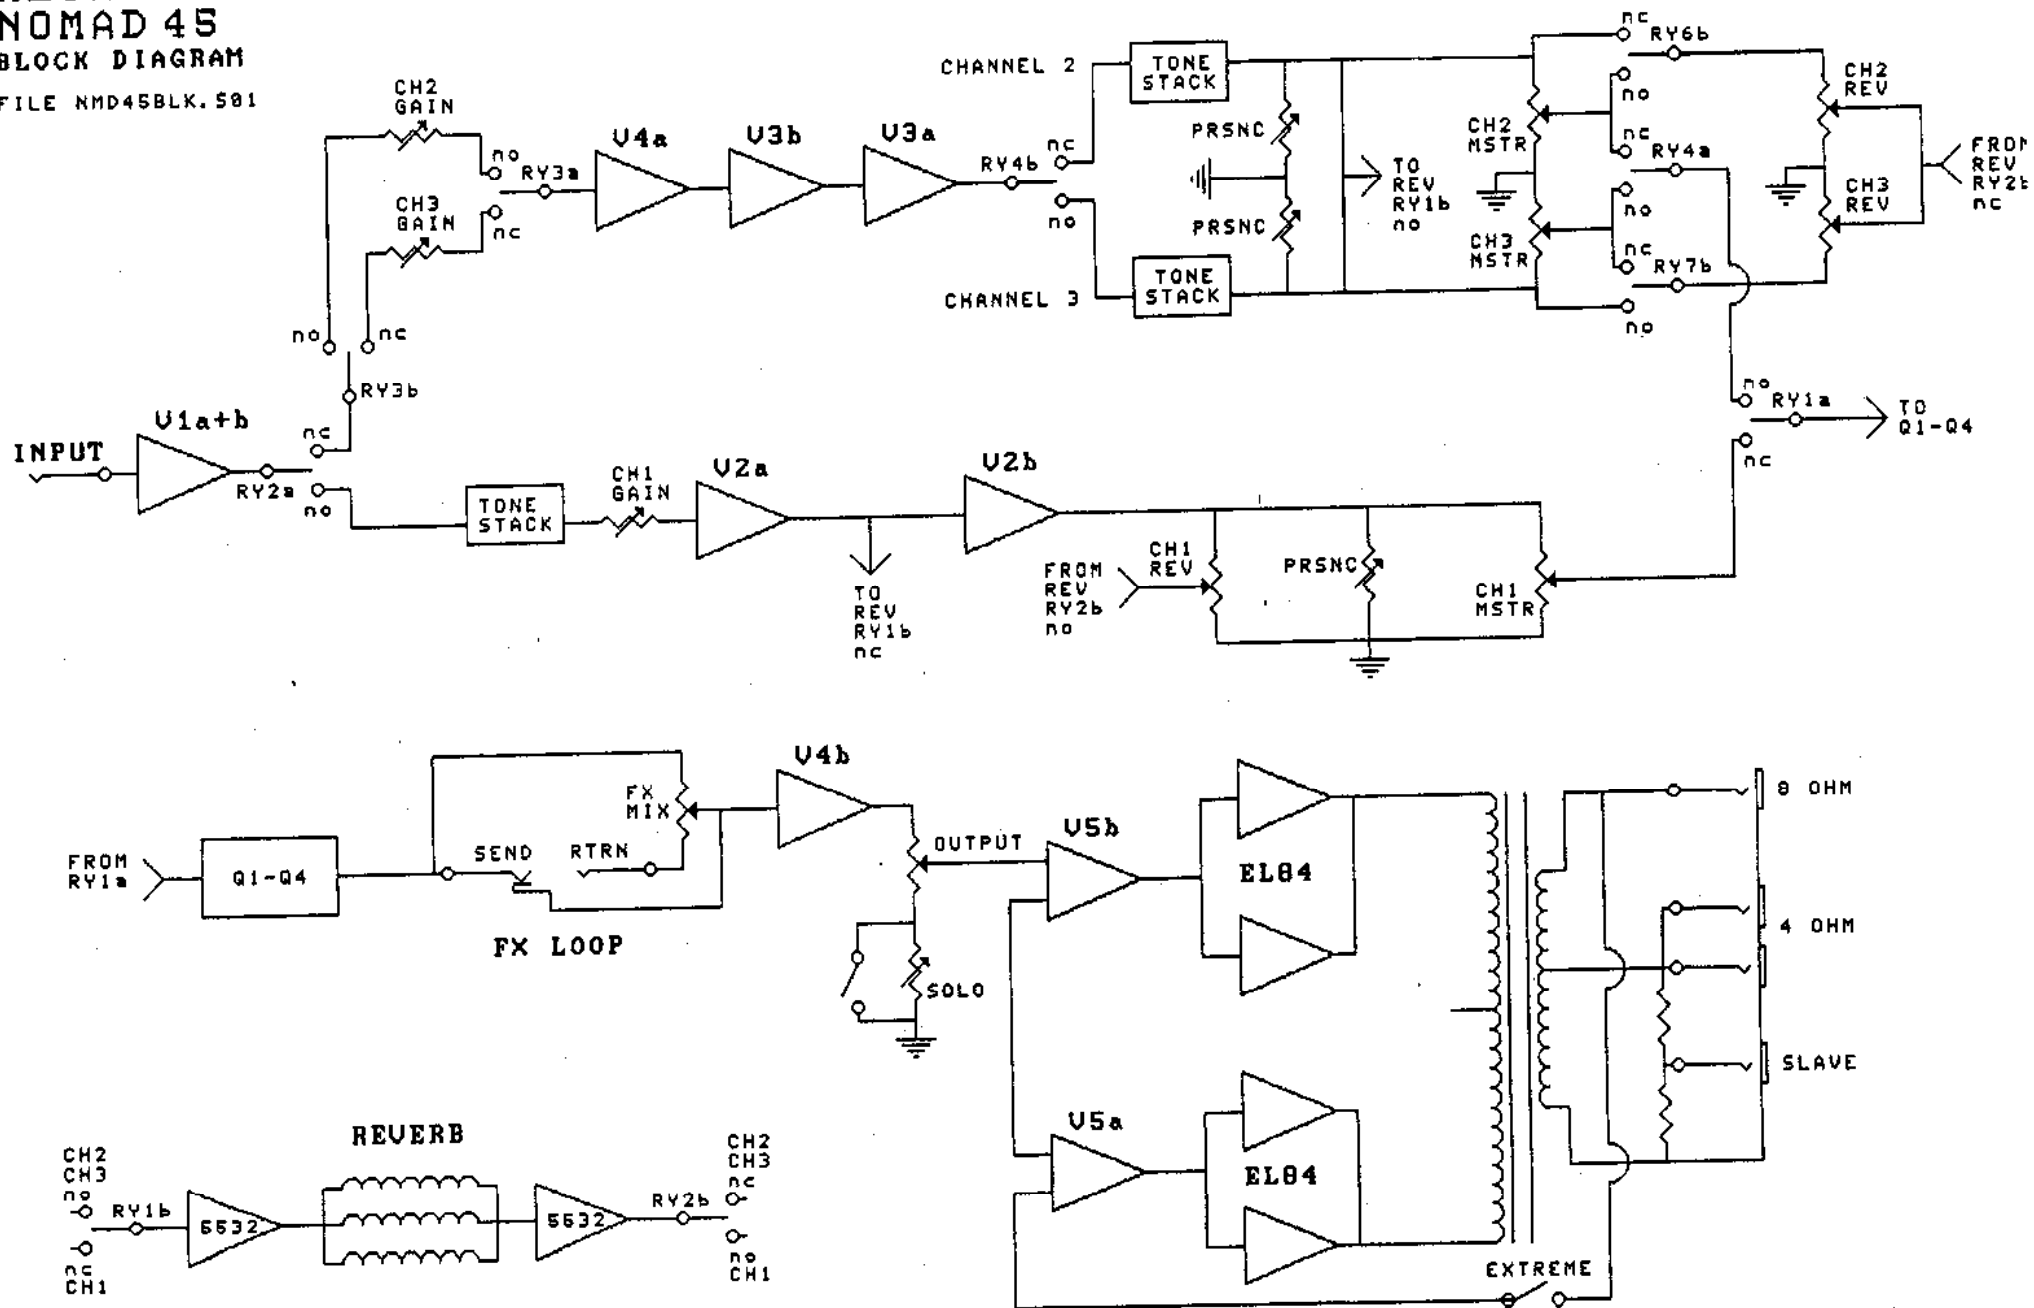 NOMAD 45
BLOCK DIAGRAM
FILE NMD45BLK.S01
CH2
GAIN
CH3
GAIN
no
RY3a
nc
V4a
V3b
V3a
RY4b
nc
no
CHANNEL 2
TONE
STACK
CHANNEL 3
TONE
STACK
PRSNC
PRSNC
TO
REV
RY1b
no
CH2
MSTR
CH3
MSTR
nc
RY6b
no
nc
RY4a
no
nc
RY7b
no
CH2
REV
CH3
REV
FROM
REV
RY2b
nc
no
nc
RY3b
INPUT
V1a+b
RY2a
nc
no
TONE
STACK
CH1
GAIN
V2a
TO
REV
RY1b
nc
V2b
FROM
REV
RY2b
no
CH1
REV
PRSNC
CH1
MSTR
no
RY1a
nc
TO
Q1-Q4
FROM
RY1a
Q1-Q4
SEND
RTRN
FX
MIX
FX LOOP
V4b
OUTPUT
SOLO
V5b
EL84
V5a
EL84
8 OHM
4 OHM
SLAVE
EXTREME
REVERB
CH2
CH3
no
RY1b
nc
CH1
5532
5532
RY2b
CH2
CH3
nc
no
CH1